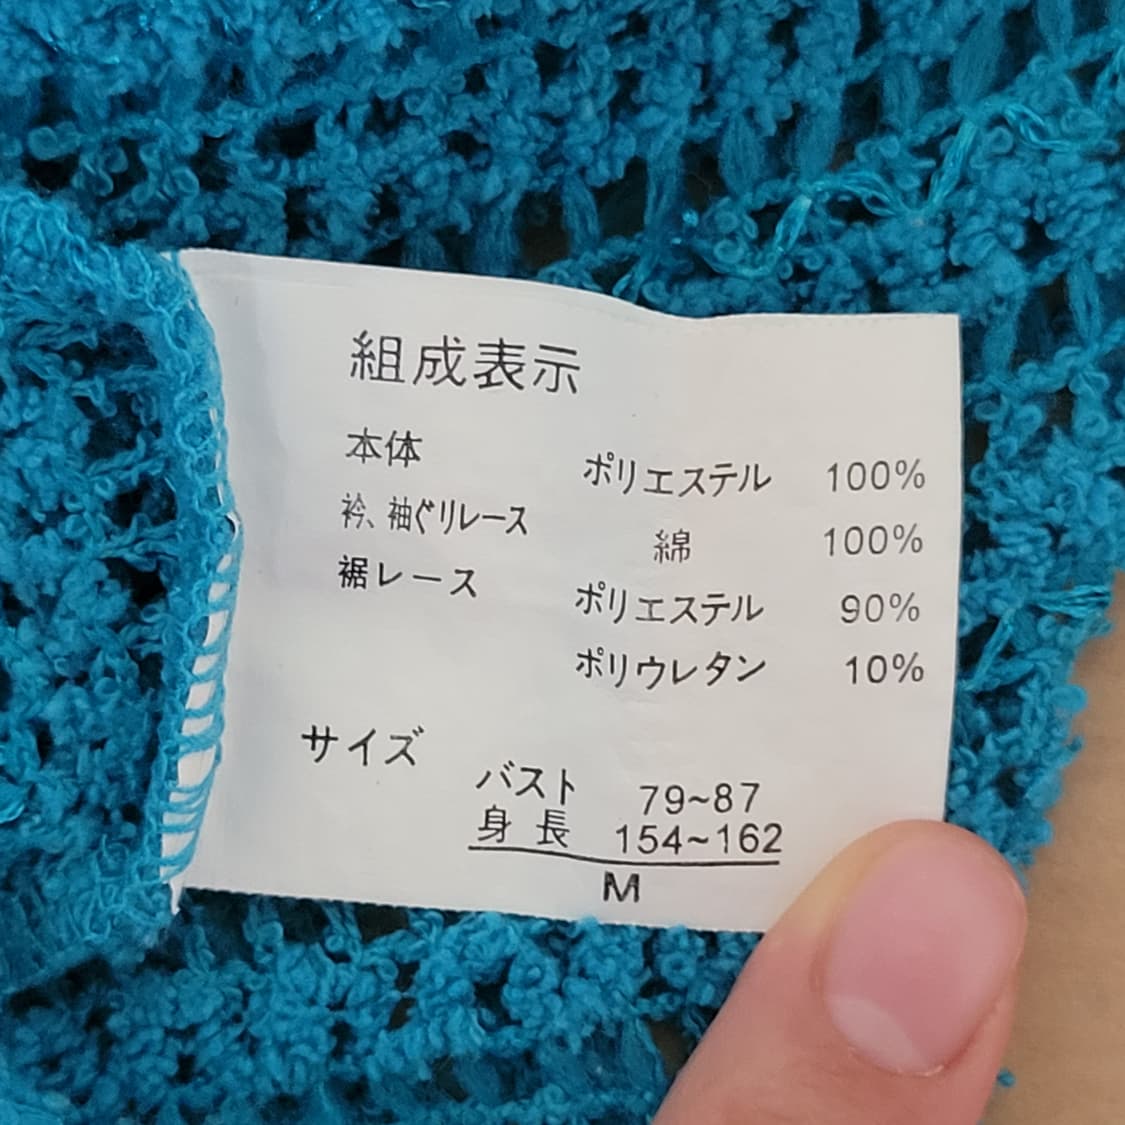 組成表示
本体 ポリエステル 100%
衿、袖ぐりレース 綿 100%
裾レース ポリエステル 90%
ポリウレタン 10%
サイズ
バスト 79~87
身長 154~162
M